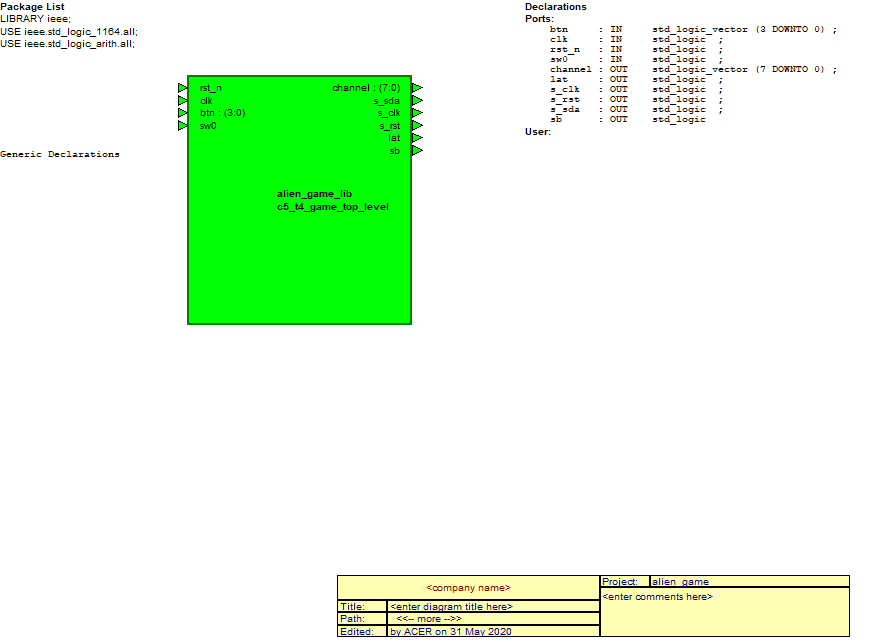 Package List
LIBRARY ieee;
USE ieee.std_logic_1164.all;
USE ieee.std_logic_arith.all;
Declarations
Ports:
btn : IN std_logic_vector (3 DOWNTO 0) ;
clk : IN std_logic ;
rst_n : IN std_logic ;
sw0 : IN std_logic ;
channel : OUT std_logic_vector (7 DOWNTO 0) ;
lat : OUT std_logic ;
s_clk : OUT std_logic ;
s_rst : OUT std_logic ;
s_sda : OUT std_logic ;
sb : OUT std_logic
User:
rst_n channel : (7:0)
clk s_sda
btn : (3:0) s_clk
sw0 s_rst
lat
sb
Generic Declarations
alien_game_lib
c5_t4_game_top_level
<company name>
Title: <enter diagram title here>
Path: <<-- more -->>
Edited: by ACER on 31 May 2020
Project: alien_game
<enter comments here>